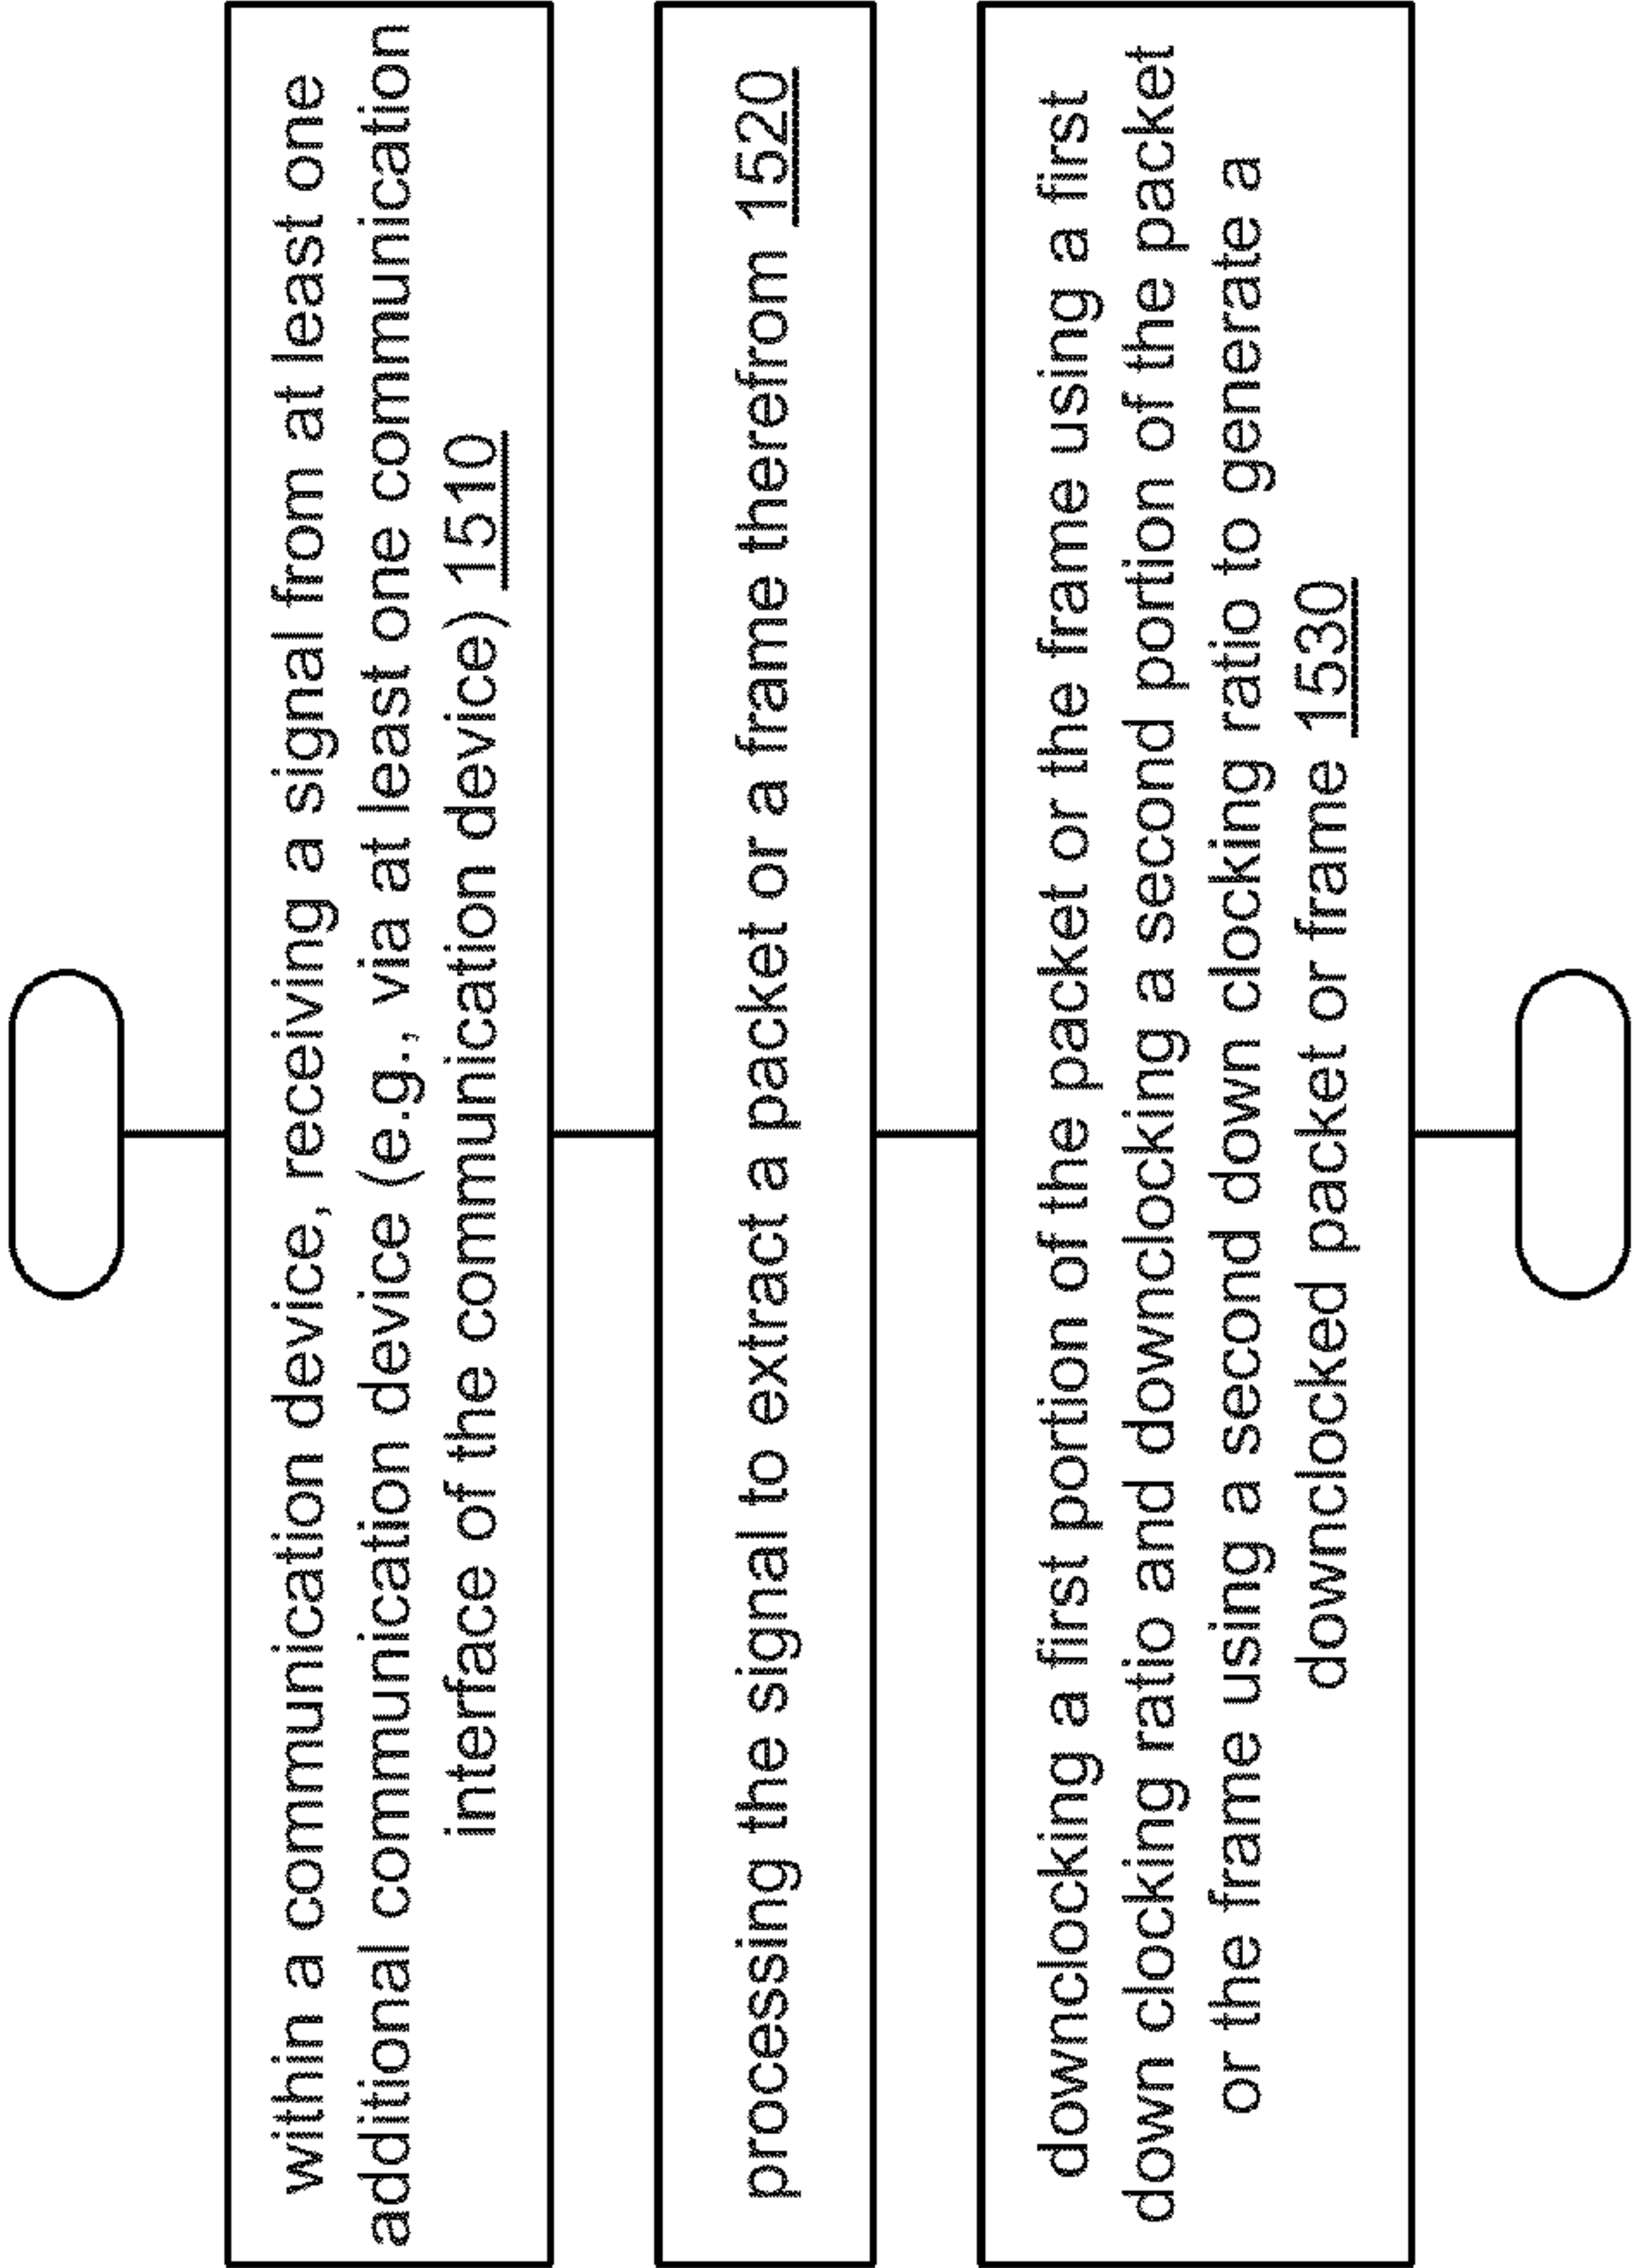 within a communication device, receiving a signal from at least one
additional communication device (e.g., via at least one communication
interface of the communication device) 1510
processing the signal to extract a packet or a frame therefrom 1520
downclocking a first portion of the packet or the frame using a first
down clocking ratio and downclocking a second portion of the packet
or the frame using a second down clocking ratio to generate a
downclocked packet or frame 1530